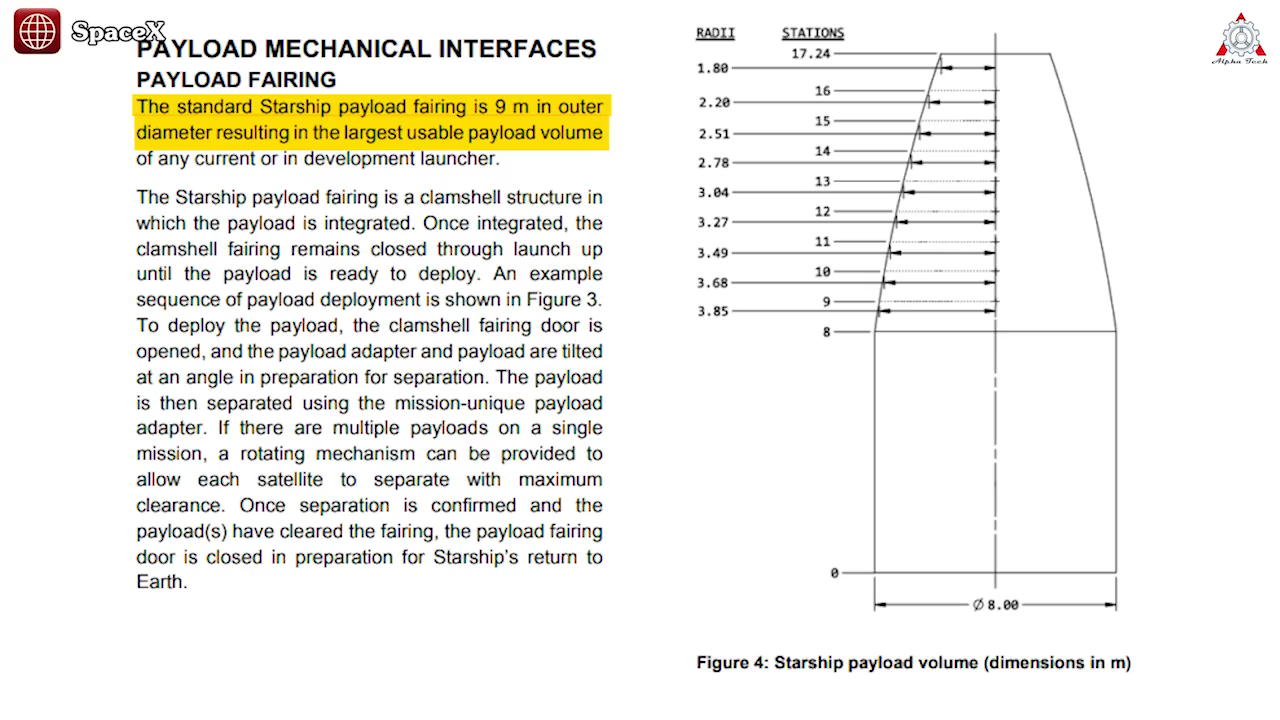 SpaceX
PAYLOAD MECHANICAL INTERFACES
PAYLOAD FAIRING
The standard Starship payload fairing is 9 m in outer
diameter resulting in the largest usable payload volume
of any current or in development launcher.
The Starship payload fairing is a clamshell structure in
which the payload is integrated. Once integrated, the
clamshell fairing remains closed through launch up
until the payload is ready to deploy. An example
sequence of payload deployment is shown in Figure 3.
To deploy the payload, the clamshell fairing door is
opened, and the payload adapter and payload are tilted
at an angle in preparation for separation. The payload
is then separated using the mission-unique payload
adapter. If there are multiple payloads on a single
mission, a rotating mechanism can be provided to
allow each satellite to separate with maximum
clearance. Once separation is confirmed and the
payload(s) have cleared the fairing, the payload fairing
door is closed in preparation for Starship's return to
Earth.
RADII STATIONS
17.24
1.80
16
2.20
15
2.51
14
2.78
13
3.04
12
3.27
11
3.49
10
3.68
9
3.85
8
0
Ø 8.00
Figure 4: Starship payload volume (dimensions in m)
Alpha Tech